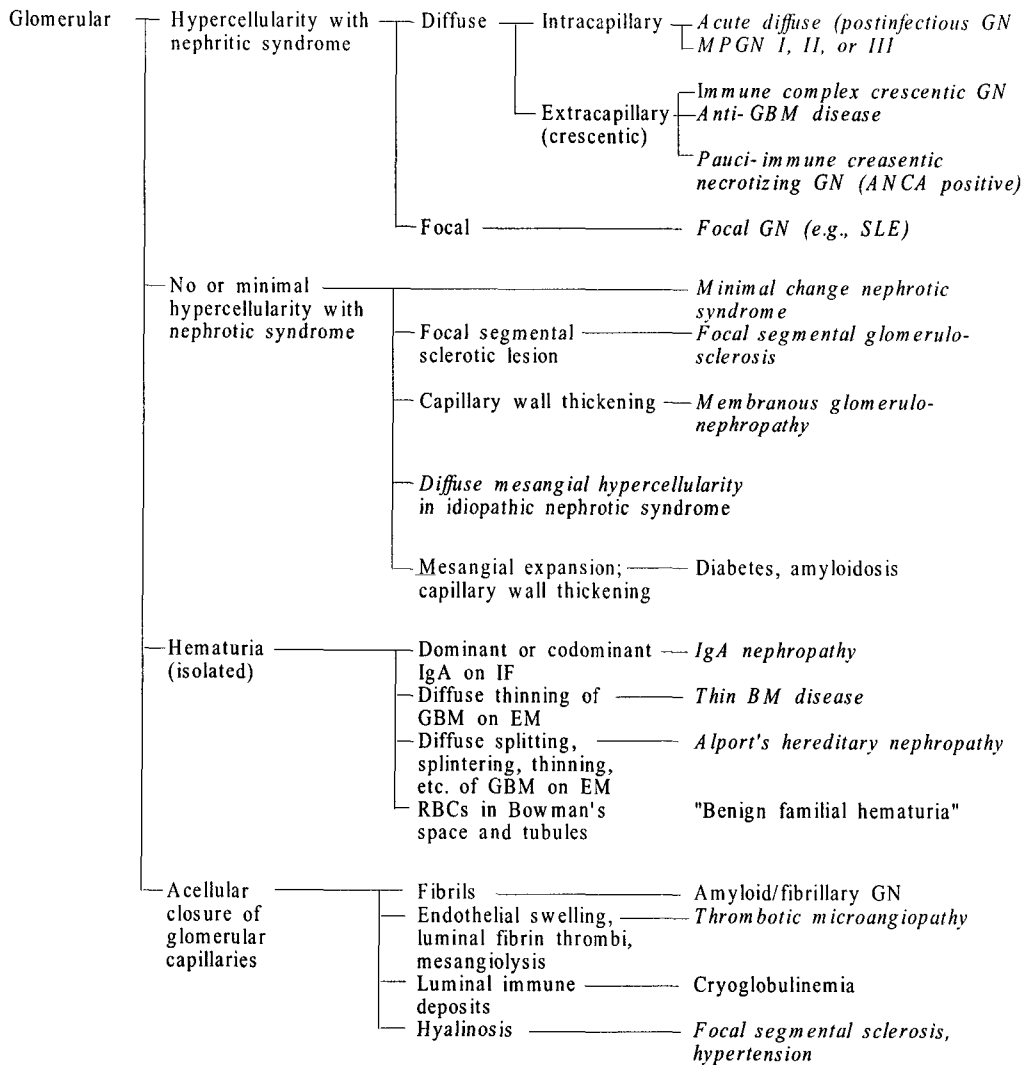 Glomerular
Hypercellularity with
nephritic syndrome
Diffuse
Intracapillary
Acute diffuse (postinfectious GN
MPGN I, II, or III
Extracapillary
(crescentic)
Immune complex crescentic GN
Anti-GBM disease
Pauci-immune creasentic
necrotizing GN (ANCA positive)
Focal
Focal GN (e.g., SLE)
No or minimal
hypercellularity with
nephrotic syndrome
Minimal change nephrotic
syndrome
Focal segmental
sclerotic lesion
Focal segmental glomerulo-
sclerosis
Capillary wall thickening
Membranous glomerulo-
nephropathy
Diffuse mesangial hypercellularity
in idiopathic nephrotic syndrome
Mesangial expansion;
capillary wall thickening
Diabetes, amyloidosis
Hematuria
(isolated)
Dominant or codominant
IgA on IF
IgA nephropathy
Diffuse thinning of
GBM on EM
Thin BM disease
Diffuse splitting,
splintering, thinning,
etc. of GBM on EM
Alport's hereditary nephropathy
RBCs in Bowman's
space and tubules
"Benign familial hematuria"
Acellular
closure of
glomerular
capillaries
Fibrils
Amyloid/fibrillary GN
Endothelial swelling,
luminal fibrin thrombi,
mesangiolysis
Thrombotic microangiopathy
Luminal immune
deposits
Cryoglobulinemia
Hyalinosis
Focal segmental sclerosis,
hypertension